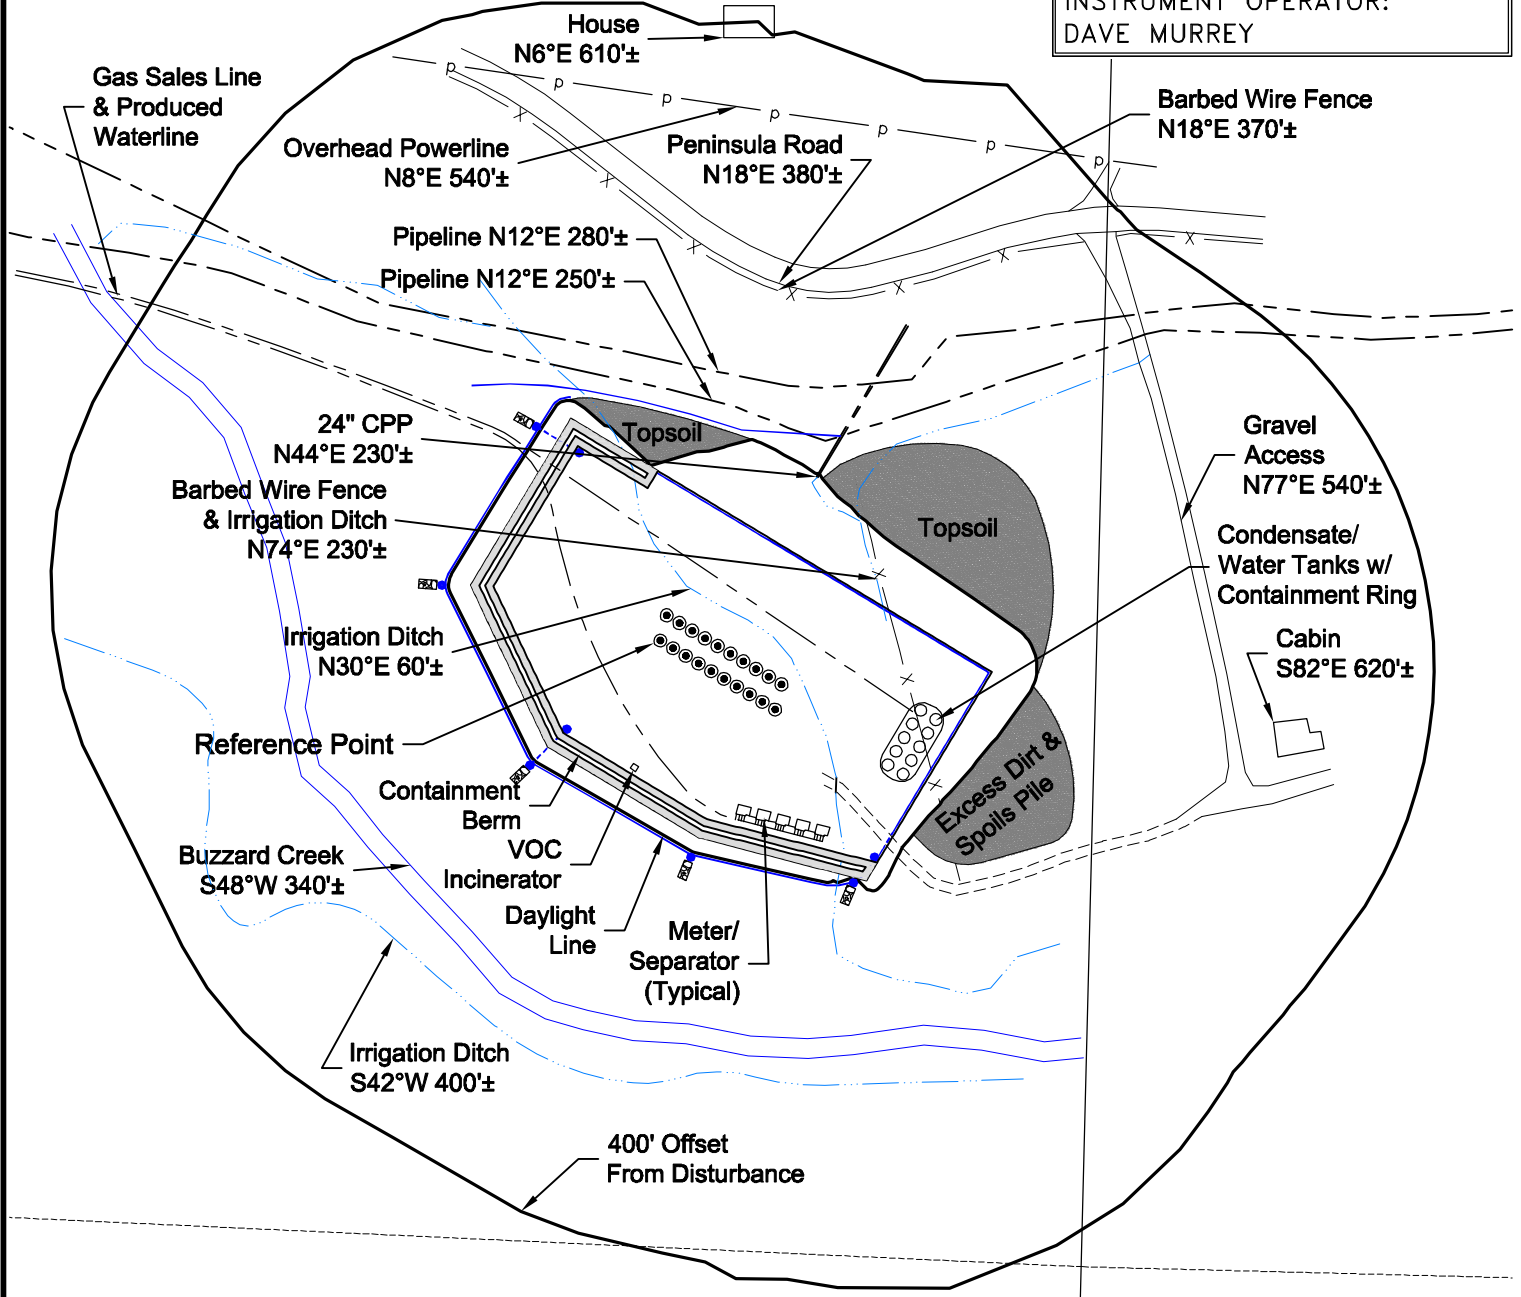 INSTRUMENT OPERATOR:
DAVE MURREY
House
N6°E 610'±
Gas Sales Line
& Produced
Waterline
Barbed Wire Fence
N18°E 370'±
Overhead Powerline
N8°E 540'±
Peninsula Road
N18°E 380'±
Pipeline N12°E 280'±
Pipeline N12°E 250'±
24" CPP
N44°E 230'±
Topsoil
Gravel
Access
N77°E 540'±
Barbed Wire Fence
& Irrigation Ditch
N74°E 230'±
Topsoil
Condensate/
Water Tanks w/
Containment Ring
Irrigation Ditch
N30°E 60'±
Cabin
S82°E 620'±
Reference Point
Containment
Berm
Excess Dirt &
Spoils Pile
VOC
Incinerator
Buzzard Creek
S48°W 340'±
Daylight
Line
Meter/
Separator
(Typical)
Irrigation Ditch
S42°W 400'±
400' Offset
From Disturbance
p
p
p
p
p
p
p
X
X
X
X
X
X
X
X
X
X
X